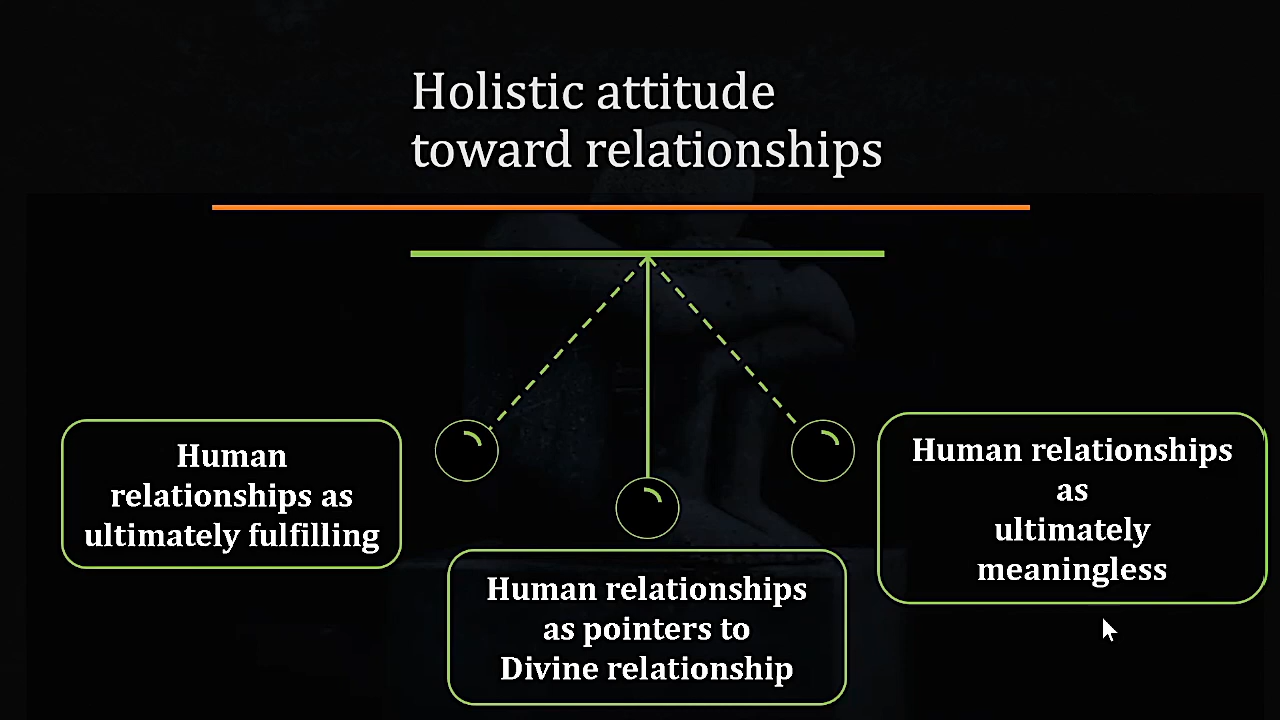 Holistic attitude
toward relationships
Human
relationships as
ultimately fulfilling
Human relationships
as pointers to
Divine relationship
Human relationships
as
ultimately
meaningless